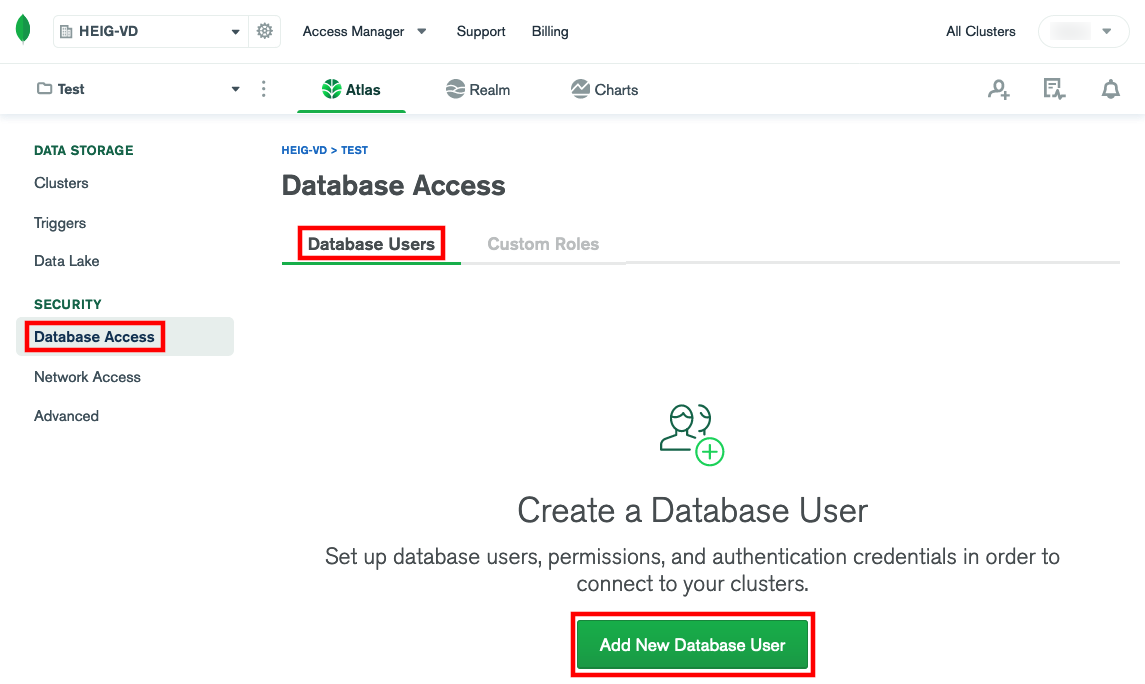 HEIG-VD
Access Manager
Support
Billing
All Clusters
Test
Atlas
Realm
Charts
DATA STORAGE
Clusters
Triggers
Data Lake
SECURITY
Database Access
Network Access
Advanced
HEIG-VD > TEST
Database Access
Database Users
Custom Roles
Create a Database User
Set up database users, permissions, and authentication credentials in order to
connect to your clusters.
Add New Database User